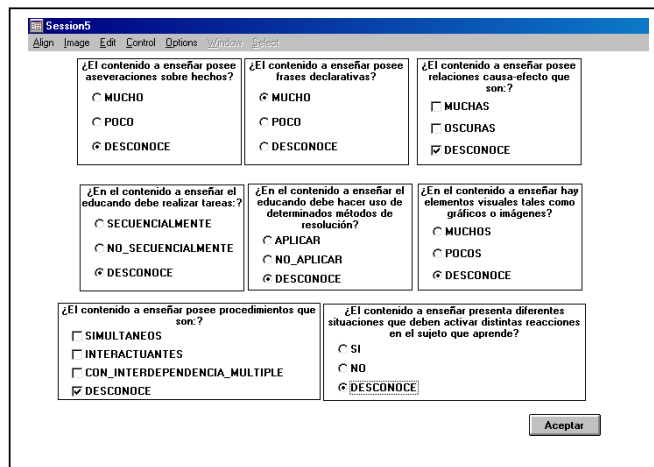 Session5
Align Image Edit Control Options Window Select
¿El contenido a enseñar posee
aseveraciones sobre hechos?
MUCHO
POCO
DESCONOCE
¿El contenido a enseñar posee
frases declarativas?
MUCHO
POCO
DESCONOCE
¿El contenido a enseñar posee
relaciones causa-efecto que
son:?
MUCHAS
OSCURAS
DESCONOCE
¿En el contenido a enseñar el
educando debe realizar tareas:?
SECUENCIALMENTE
NO_SECUENCIALMENTE
DESCONOCE
¿En el contenido a enseñar el
educando debe hacer uso de
determinados métodos de
resolución?
APLICAR
NO_APLICAR
DESCONOCE
¿En el contenido a enseñar hay
elementos visuales tales como
gráficos o imágenes?
MUCHOS
POCOS
DESCONOCE
¿El contenido a enseñar posee procedimientos que
son:?
SIMULTANEOS
INTERACTUANTES
CON_INTERDEPENDENCIA_MULTIPLE
DESCONOCE
¿El contenido a enseñar presenta diferentes
situaciones que deben activar distintas reacciones
en el sujeto que aprende?
SI
NO
DESCONOCE
Aceptar